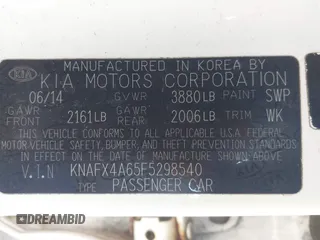 MANUFACTURED IN KOREA BY
KIA
KIA MOTORS CORPORATION
06/14 GVWR 3880LB PAINT SWP
GAWR FRONT 2161LB GAWR REAR 2006LB TRIM WK
THIS VEHICLE CONFORMS TO ALL APPLICABLE U.S.A. FEDERAL
MOTOR VEHICLE SAFETY, BUMPER, AND THEFT PREVENTION
STANDARDS IN EFFECT ON THE DATE OF MANUFACTURE SHOWN ABOVE.
V.I.N KNAFX4A65F5298540
TYPE PASSENGER CAR
KIA
DREAMBID